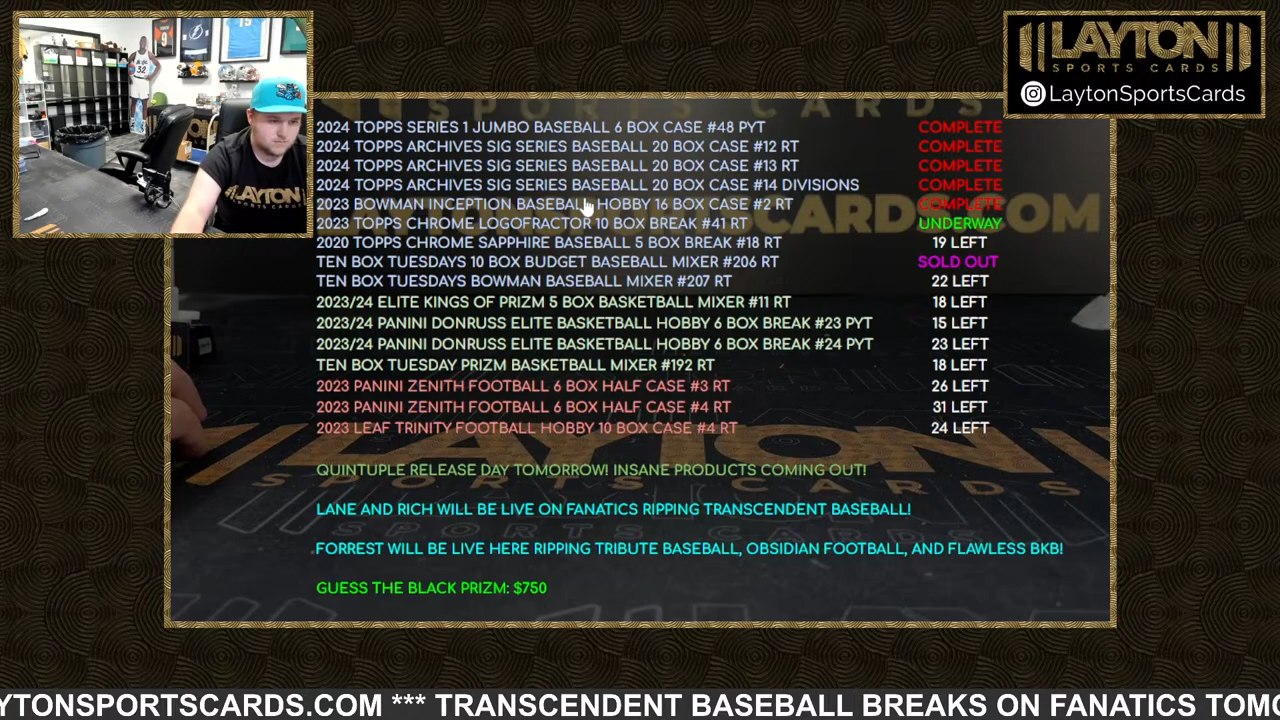 LAYTON
SPORTS CARDS
LaytonSportsCards
SPORTS CARDS
2024 TOPPS SERIES 1 JUMBO BASEBALL 6 BOX CASE #48 PYT COMPLETE
2024 TOPPS ARCHIVES SIG SERIES BASEBALL 20 BOX CASE #12 RT COMPLETE
2024 TOPPS ARCHIVES SIG SERIES BASEBALL 20 BOX CASE #13 RT COMPLETE
2024 TOPPS ARCHIVES SIG SERIES BASEBALL 20 BOX CASE #14 DIVISIONS COMPLETE
2023 BOWMAN INCEPTION BASEBALL HOBBY 16 BOX CASE #2 RT COMPLETE
2023 TOPPS CHROME LOGOFRACTOR 10 BOX BREAK #41 RT UNDERWAY
2020 TOPPS CHROME SAPPHIRE BASEBALL 5 BOX BREAK #18 RT 19 LEFT
TEN BOX TUESDAYS 10 BOX BUDGET BASEBALL MIXER #206 RT SOLD OUT
TEN BOX TUESDAYS BOWMAN BASEBALL MIXER #207 RT 22 LEFT
2023/24 ELITE KINGS OF PRIZM 5 BOX BASKETBALL MIXER #11 RT 18 LEFT
2023/24 PANINI DONRUSS ELITE BASKETBALL HOBBY 6 BOX BREAK #23 PYT 15 LEFT
2023/24 PANINI DONRUSS ELITE BASKETBALL HOBBY 6 BOX BREAK #24 PYT 23 LEFT
TEN BOX TUESDAY PRIZM BASKETBALL MIXER #192 RT 18 LEFT
2023 PANINI ZENITH FOOTBALL 6 BOX HALF CASE #3 RT 26 LEFT
2023 PANINI ZENITH FOOTBALL 6 BOX HALF CASE #4 RT 31 LEFT
2023 LEAF TRINITY FOOTBALL HOBBY 10 BOX CASE #4 RT 24 LEFT
LAYTON
SPORTS CARDS
QUINTUPLE RELEASE DAY TOMORROW! INSANE PRODUCTS COMING OUT!
LANE AND RICH WILL BE LIVE ON FANATICS RIPPING TRANSCENDENT BASEBALL!
FORREST WILL BE LIVE HERE RIPPING TRIBUTE BASEBALL, OBSIDIAN FOOTBALL, AND FLAWLESS BKB!
GUESS THE BLACK PRIZM: $750
YTONSPORTSCARDS.COM *** TRANSCENDENT BASEBALL BREAKS ON FANATICS TOMO